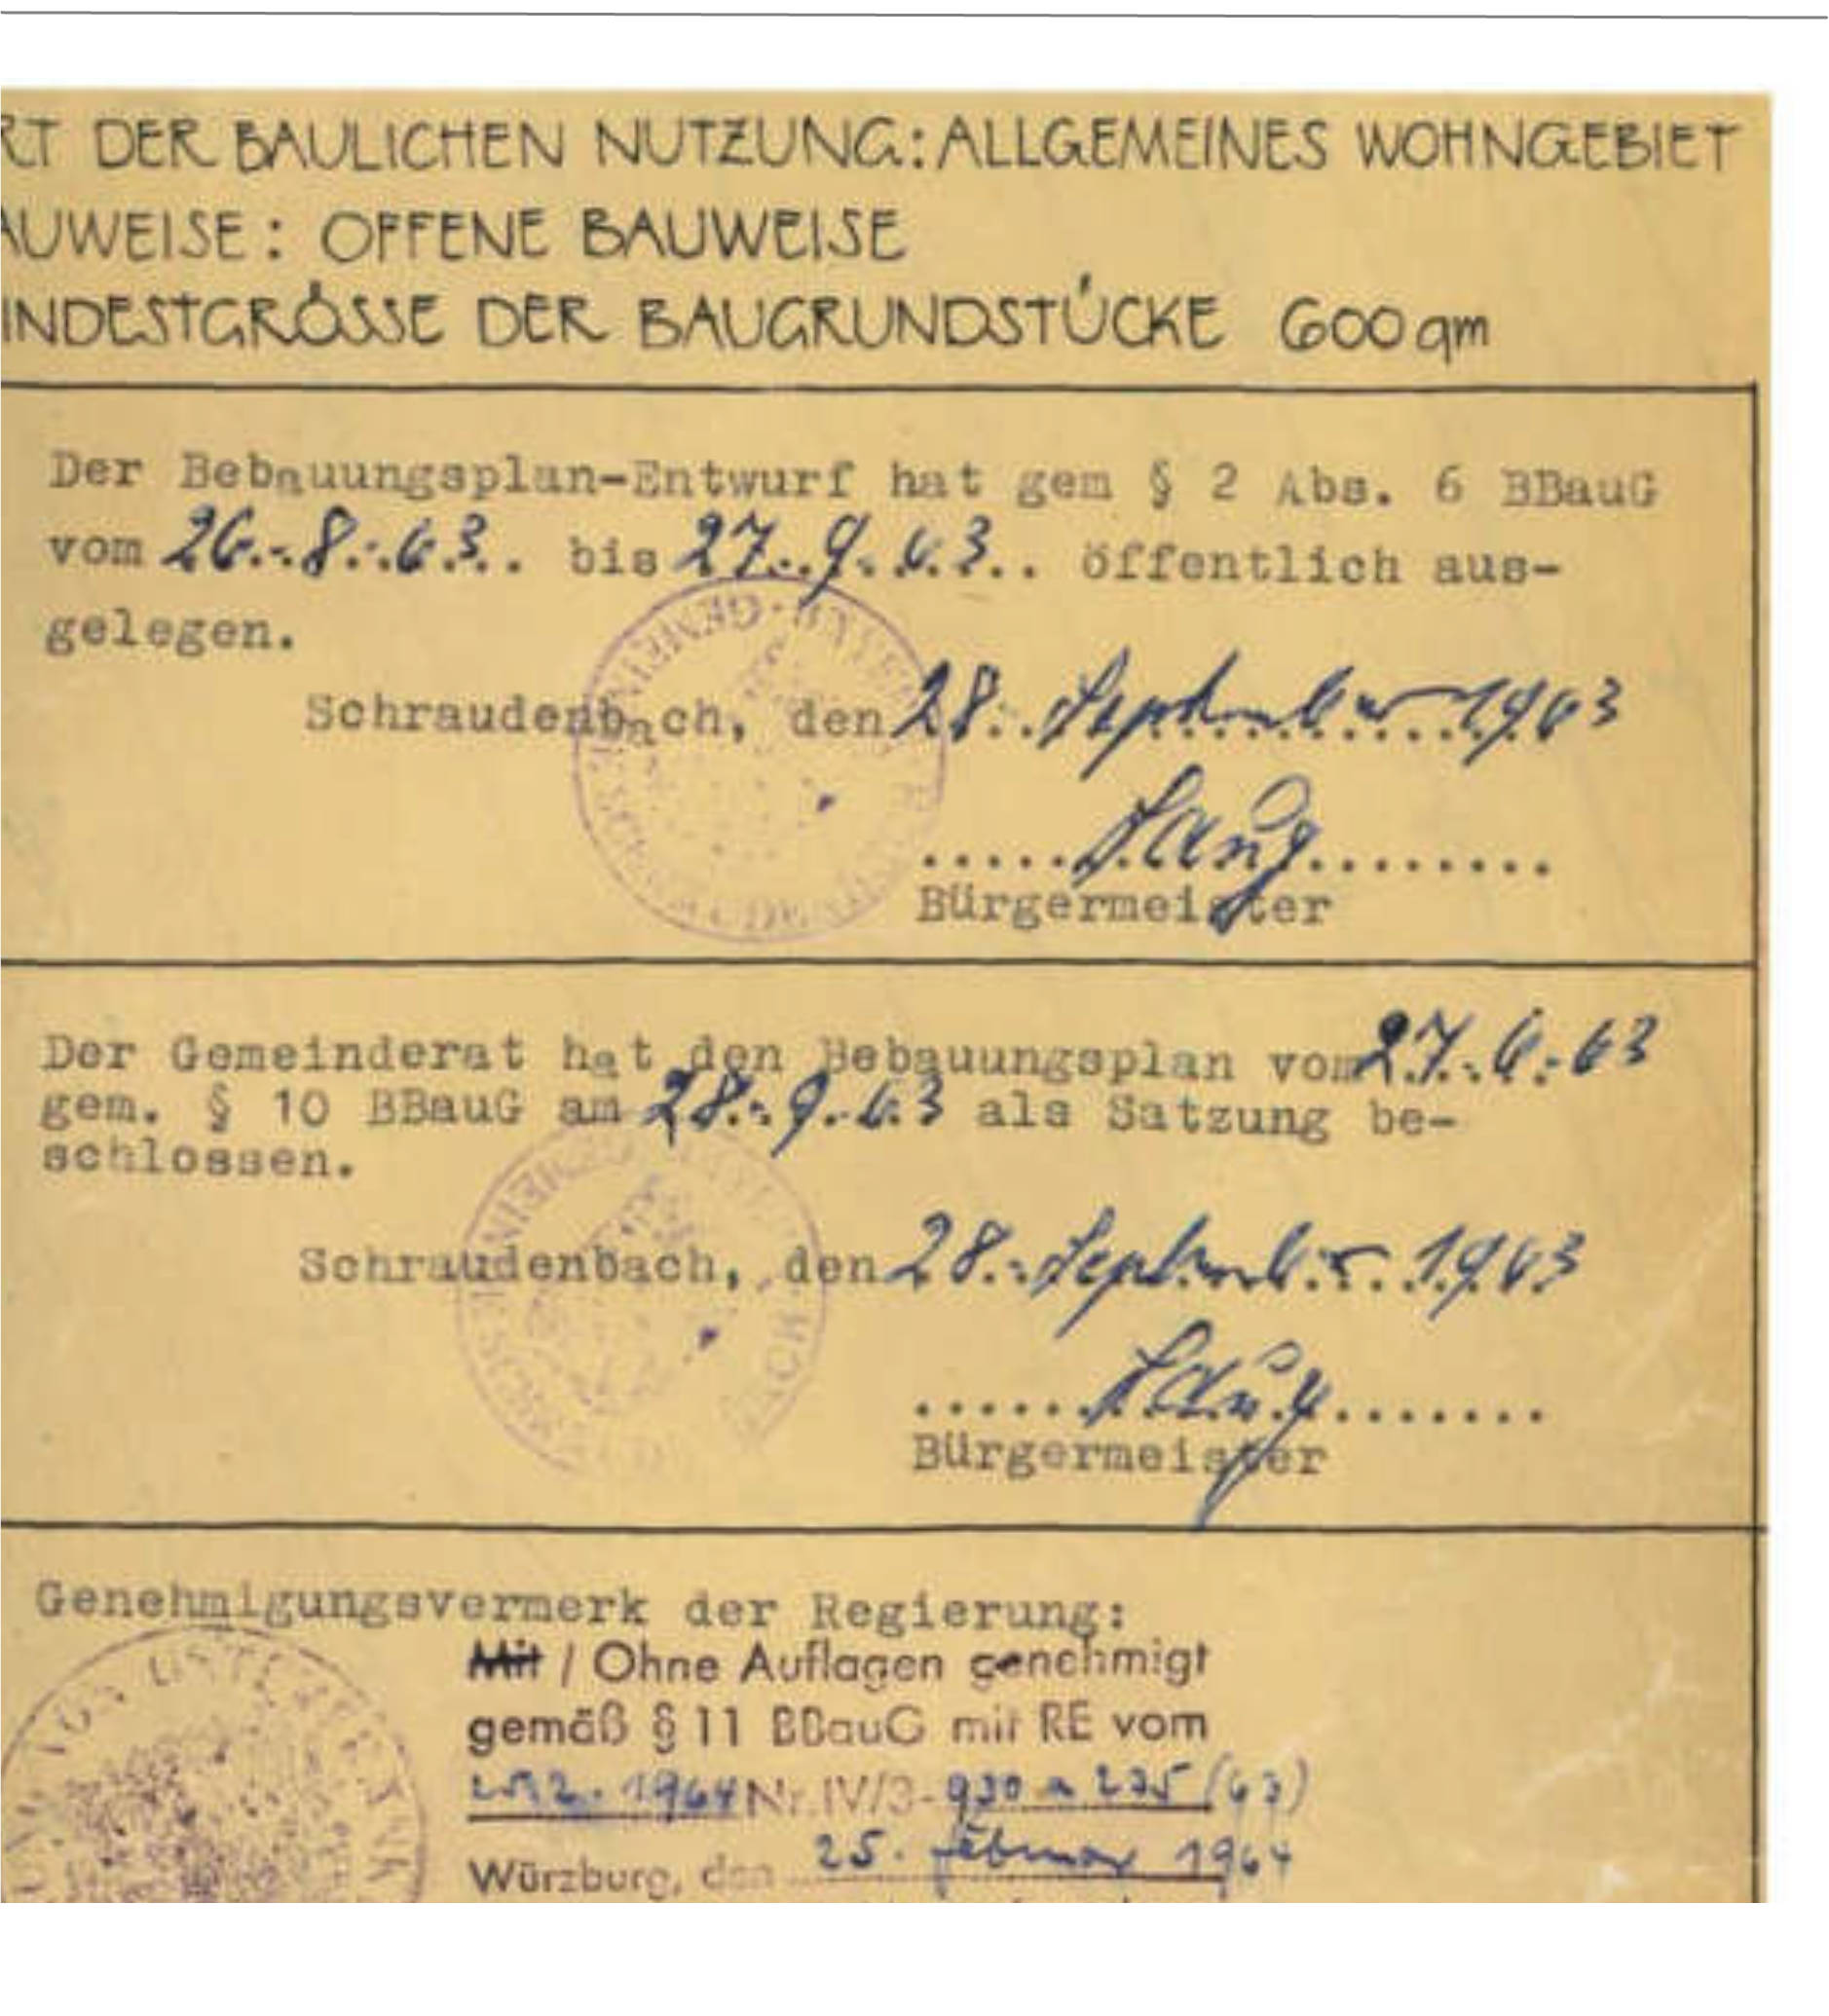 RT DER BAULICHEN NUTZUNG: ALLGEMEINES WOHNGEBIET
AUWEISE: OFFENE BAUWEISE
INDESTGRÖSSE DER BAUGRUNDSTÜCKE 600 qm
Der Bebauungsplan-Entwurf hat gem § 2 Abs. 6 BBauG
vom 26..8..63.. bis 27..9.63... öffentlich aus-
gelegen.
Schraudenbach, den 28. September 1963
Bürgermeister
Der Gemeinderat hat den Bebauungsplan vom 27.6.63
gem. § 10 BBauG am 28.9.63 als Satzung be-
schlossen.
Schraudenbach, den 28. September 1963
Bürgermeister
Genehmigungsvermerk der Regierung:
Mit / Ohne Auflagen genehmigt
gemäß § 11 BBauG mit RE vom
1964 Nr. IV/3- 930 a 235 (63)
Würzburg, den 25. Februar 1964